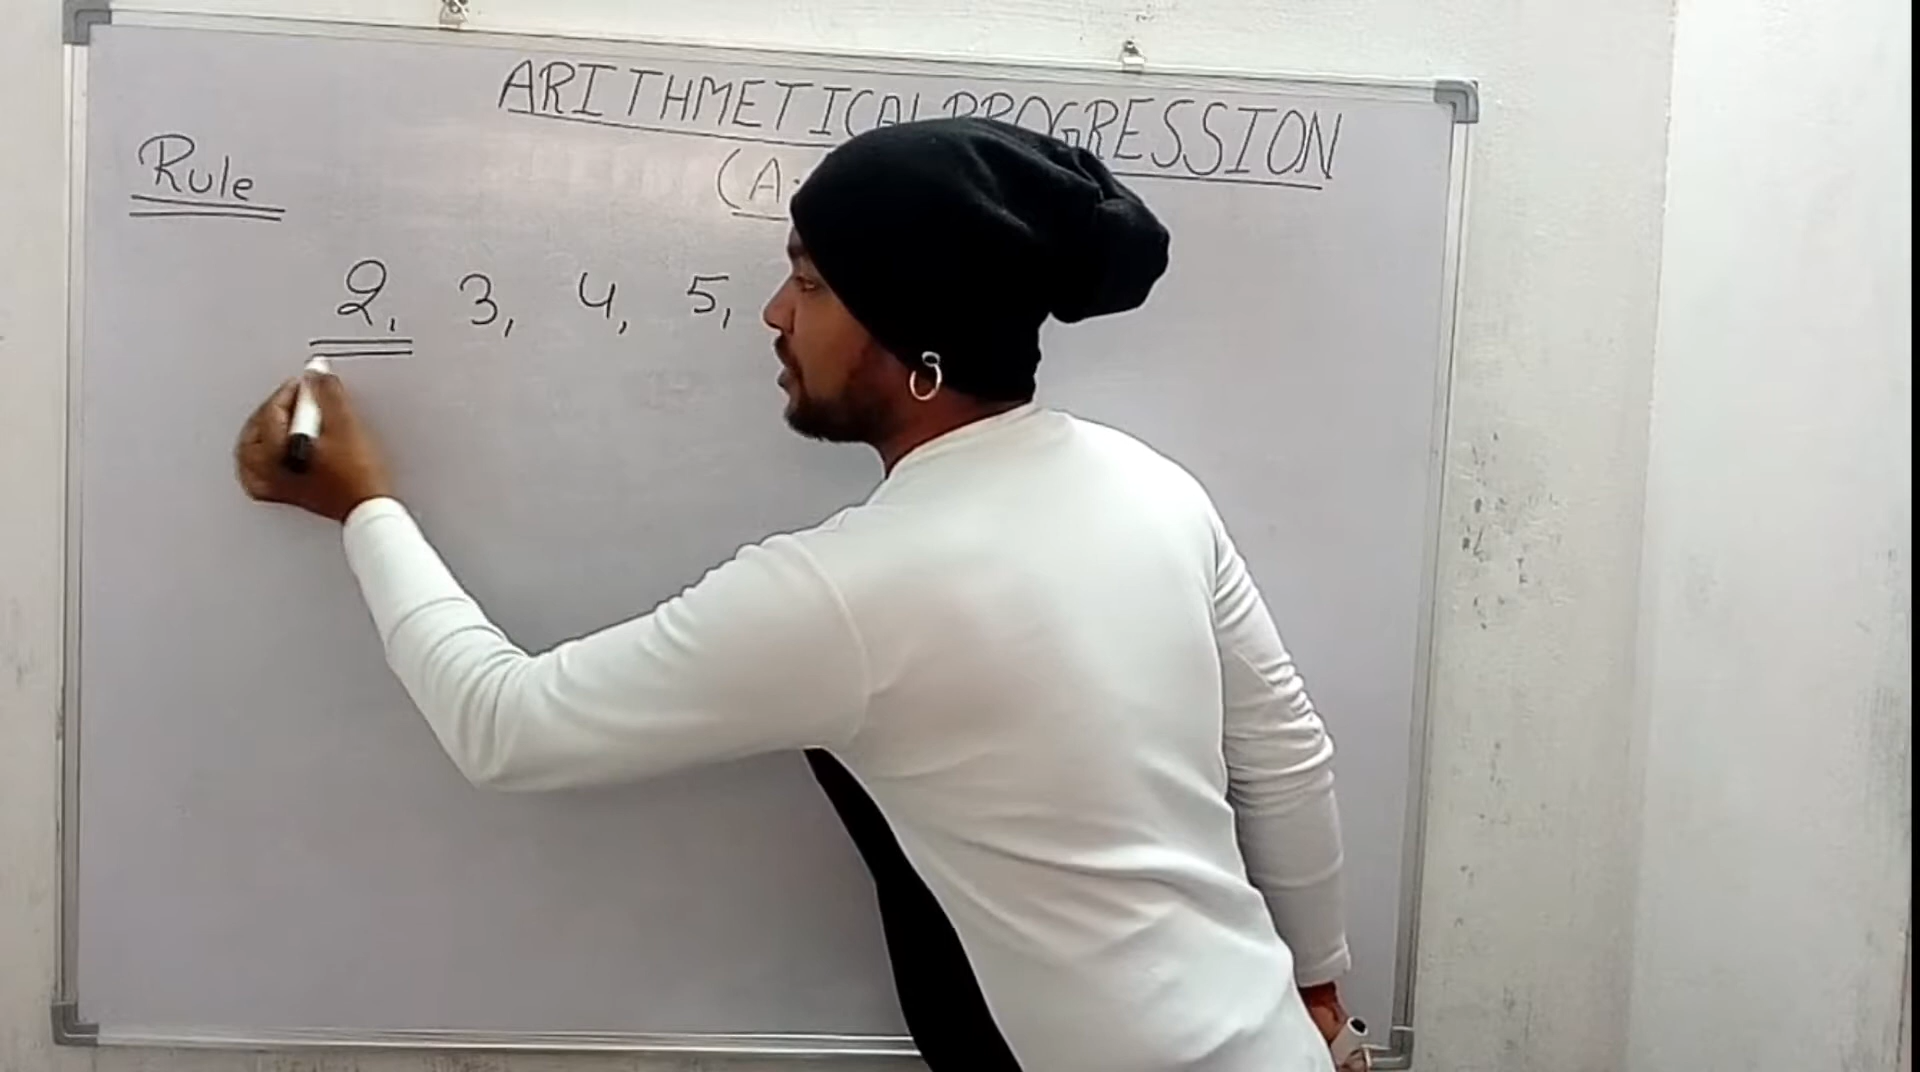 ARITHMETICAL PROGRESSION
(A.
Rule
2, 3, 4, 5,